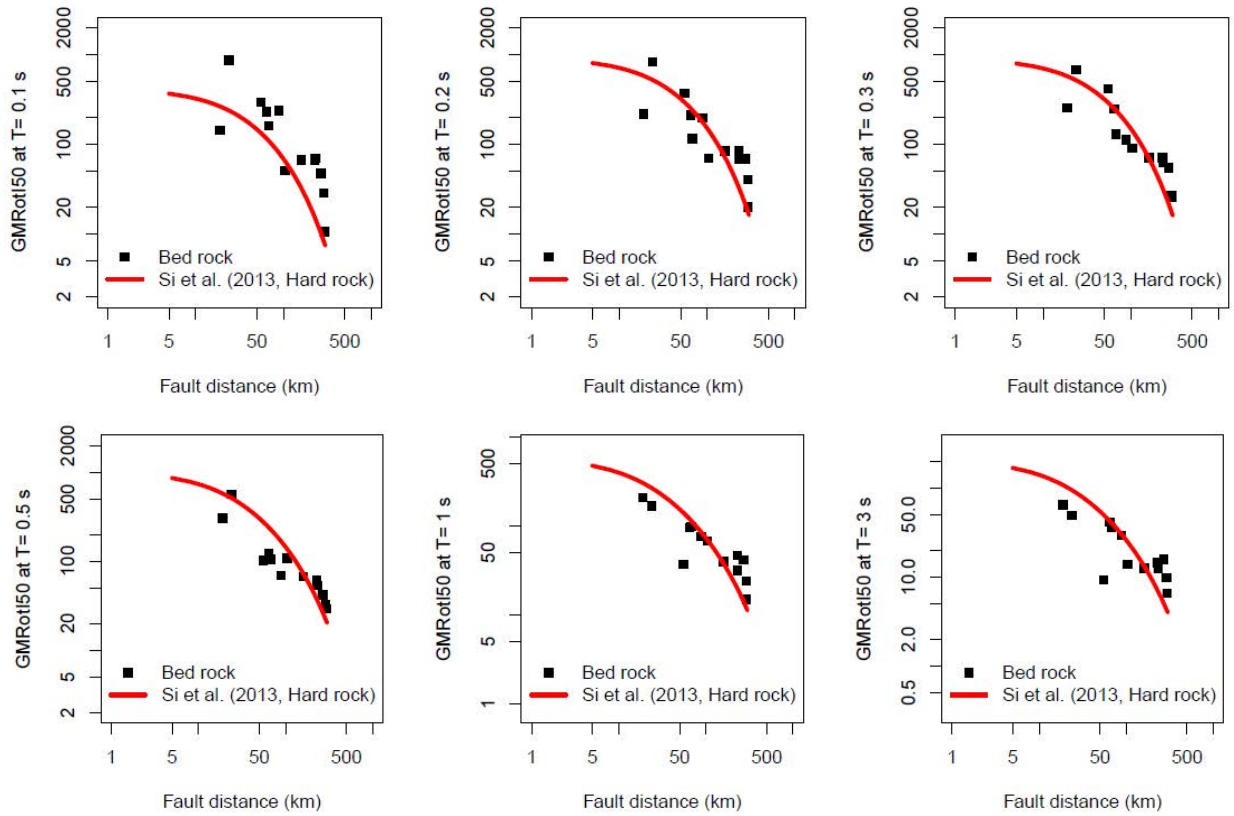 GMRotI50 at T= 0.1 s
2000
500
100
20
5
2
Bed rock
Si et al. (2013, Hard rock)
1
5
50
500
Fault distance (km)
GMRotI50 at T= 0.2 s
2000
500
100
20
5
2
Bed rock
Si et al. (2013, Hard rock)
1
5
50
500
Fault distance (km)
GMRotI50 at T= 0.3 s
2000
500
100
20
5
2
Bed rock
Si et al. (2013, Hard rock)
1
5
50
500
Fault distance (km)
GMRotI50 at T= 0.5 s
2000
500
100
20
5
2
Bed rock
Si et al. (2013, Hard rock)
1
5
50
500
Fault distance (km)
GMRotI50 at T= 1 s
500
50
5
1
Bed rock
Si et al. (2013, Hard rock)
1
5
50
500
Fault distance (km)
GMRotI50 at T= 3 s
50.0
10.0
2.0
0.5
Bed rock
Si et al. (2013, Hard rock)
1
5
50
500
Fault distance (km)